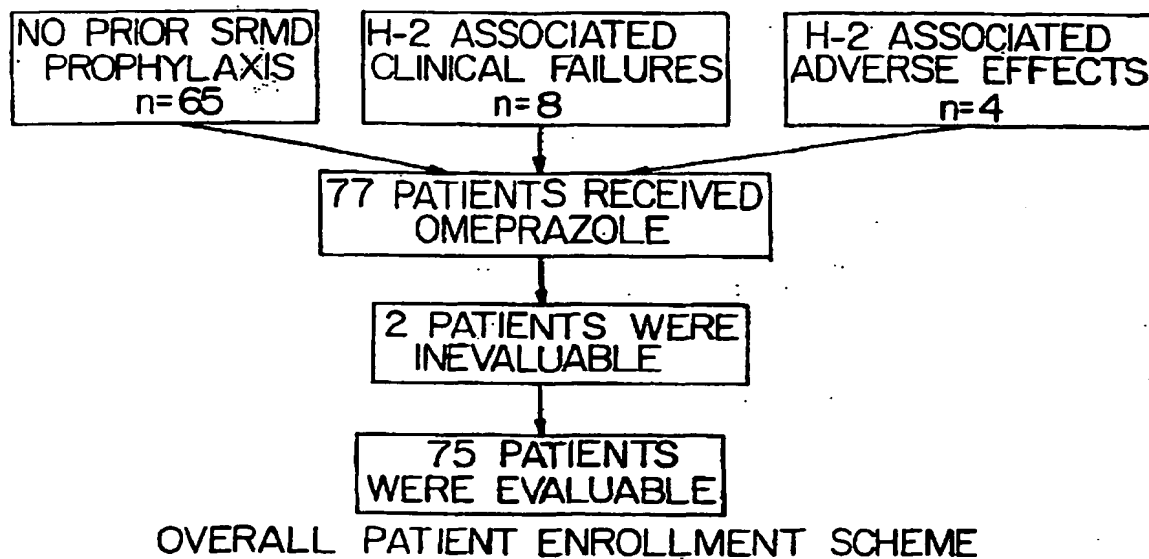 NO PRIOR SRMD
PROPHYLAXIS
n=65
H-2 ASSOCIATED
CLINICAL FAILURES
n=8
H-2 ASSOCIATED
ADVERSE EFFECTS
n=4
77 PATIENTS RECEIVED
OMEPRAZOLE
2 PATIENTS WERE
INEVALUABLE
75 PATIENTS
WERE EVALUABLE
OVERALL PATIENT ENROLLMENT SCHEME